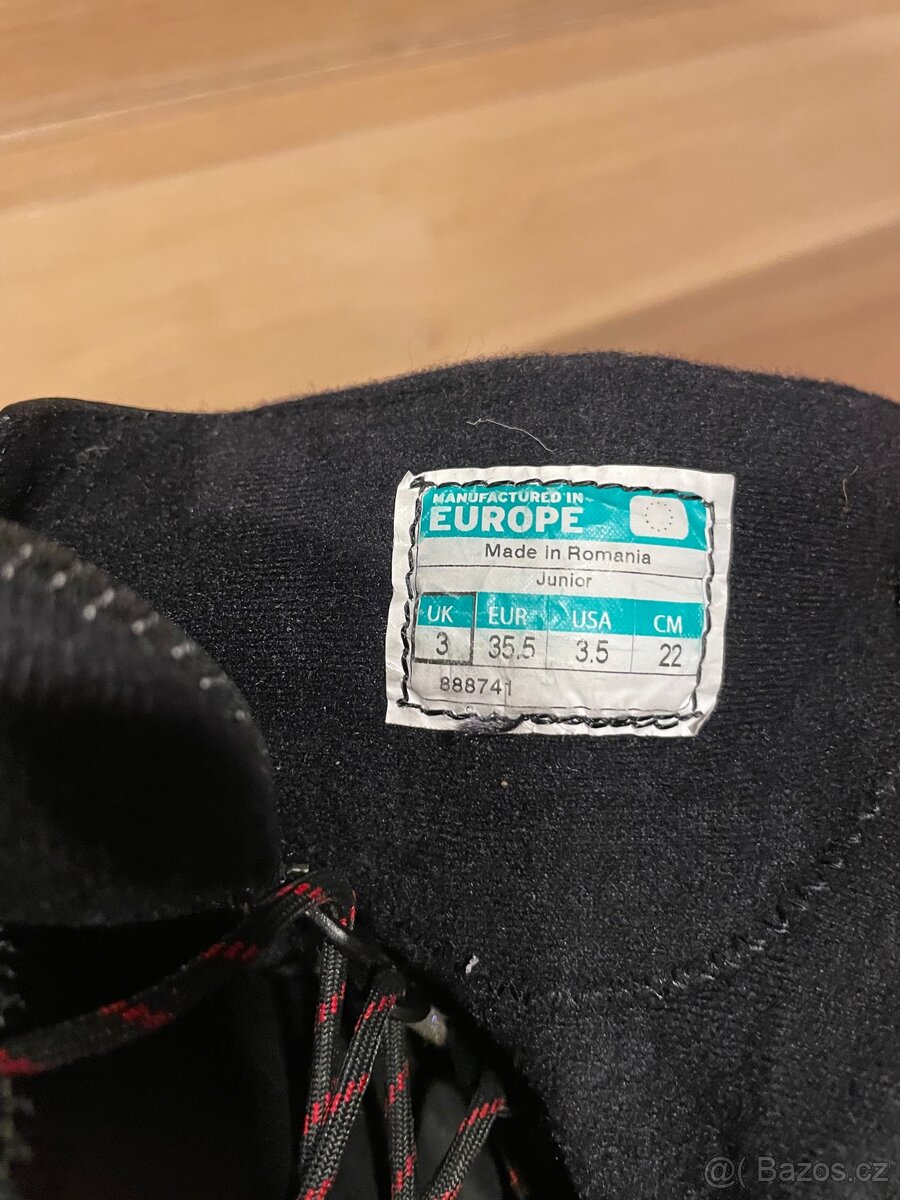 MANUFACTURED IN
EUROPE
Made in Romania
Junior
UK EUR USA CM
3 35.5 3.5 22
888741
@( Bazos.cz